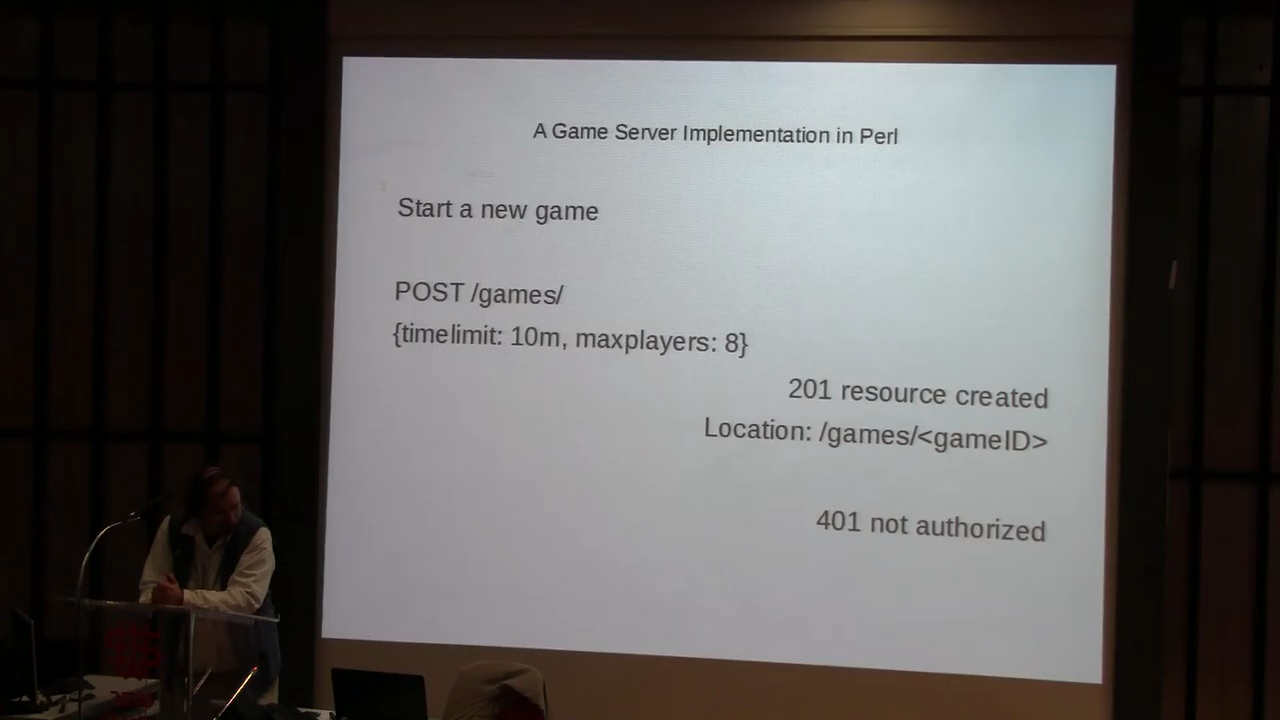 A Game Server Implementation in Perl
Start a new game
POST /games/
{timelimit: 10m, maxplayers: 8}
201 resource created
Location: /games/<gameID>
401 not authorized